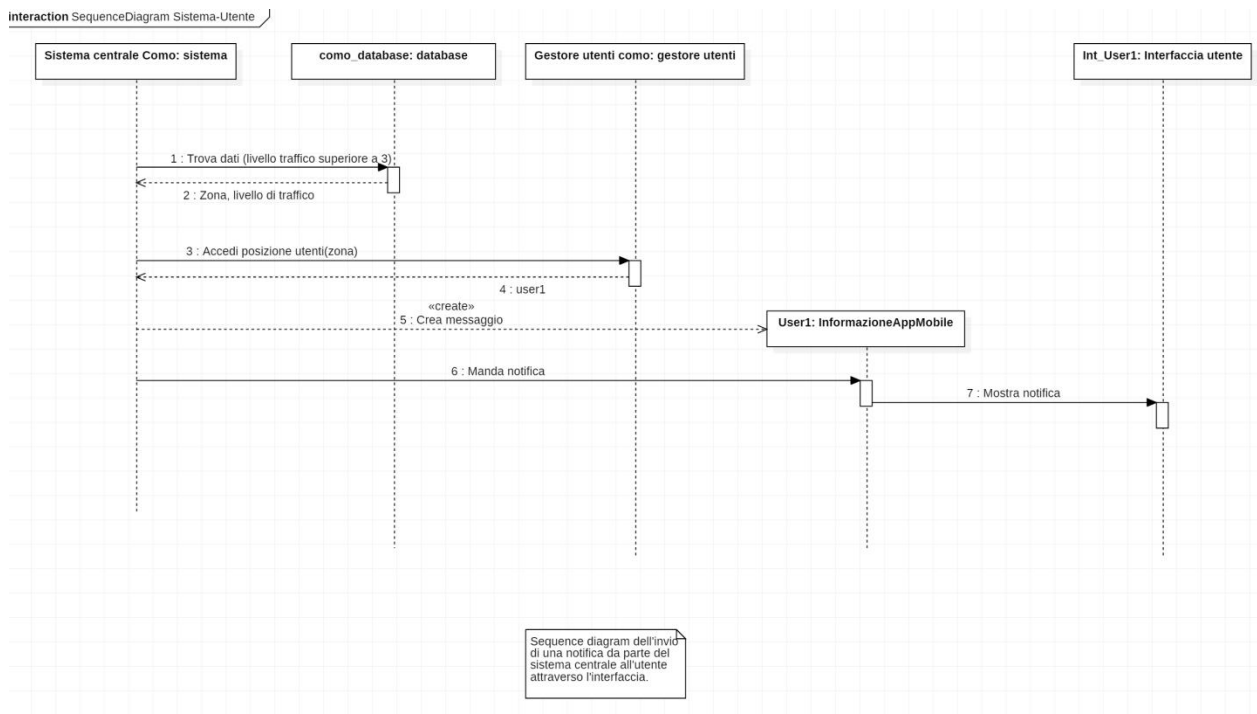 interaction SequenceDiagram Sistema-Utente
Sistema centrale Como: sistema
como_database: database
Gestore utenti como: gestore utenti
Int_User1: Interfaccia utente
1 : Trova dati (livello traffico superiore a 3)
2 : Zona, livello di traffico
3 : Accedi posizione utenti(zona)
4 : user1
«create»
5 : Crea messaggio
User1: InformazioneAppMobile
6 : Manda notifica
7 : Mostra notifica
Sequence diagram dell'invio
di una notifica da parte del
sistema centrale all'utente
attraverso l'interfaccia.